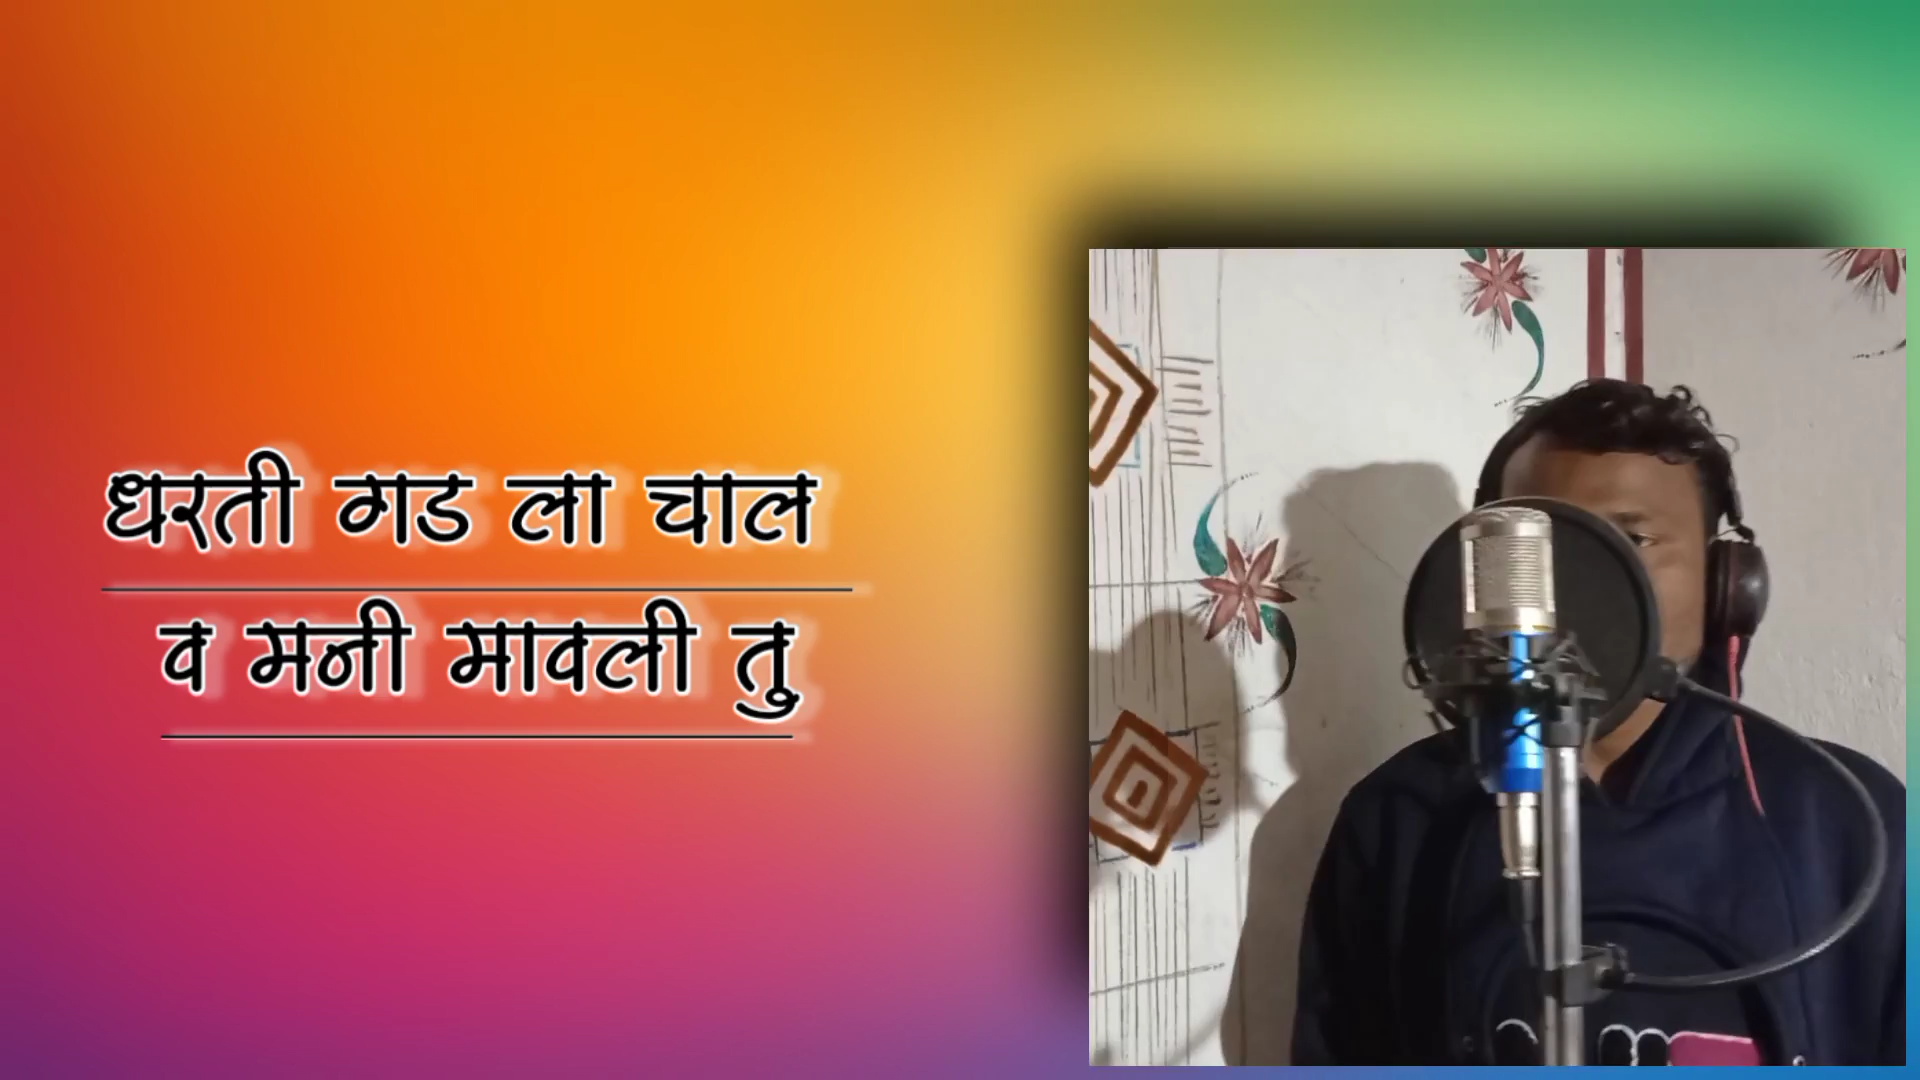 धरती गड ला चाल
व मनी मावली तु